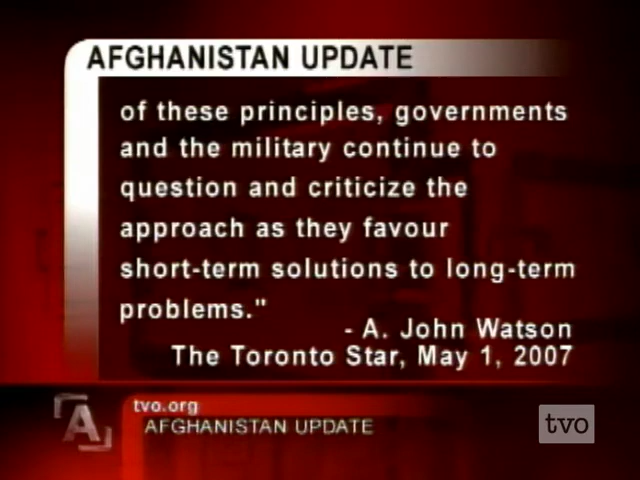 AFGHANISTAN UPDATE
of these principles, governments
and the military continue to
question and criticize the
approach as they favour
short-term solutions to long-term
problems."
- A. John Watson
The Toronto Star, May 1, 2007
A
tvo.org
AFGHANISTAN UPDATE
tvo